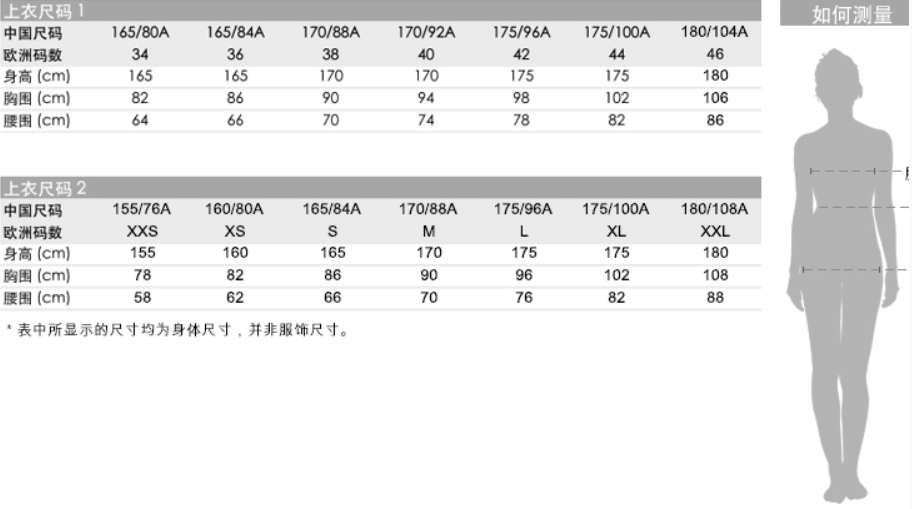 上衣尺码 1
中国尺码 165/80A 165/84A 170/88A 170/92A 175/96A 175/100A 180/104A
欧洲码数 34 36 38 40 42 44 46
身高 (cm) 165 165 170 170 175 175 180
胸围 (cm) 82 86 90 94 98 102 106
腰围 (cm) 64 66 70 74 78 82 86
上衣尺码 2
中国尺码 155/76A 160/80A 165/84A 170/88A 175/96A 175/100A 180/108A
欧洲码数 XXS XS S M L XL XXL
身高 (cm) 155 160 165 170 175 175 180
胸围 (cm) 78 82 86 90 96 102 108
腰围 (cm) 58 62 66 70 76 82 88
* 表中所显示的尺寸均为身体尺寸，并非服饰尺寸。
如何测量